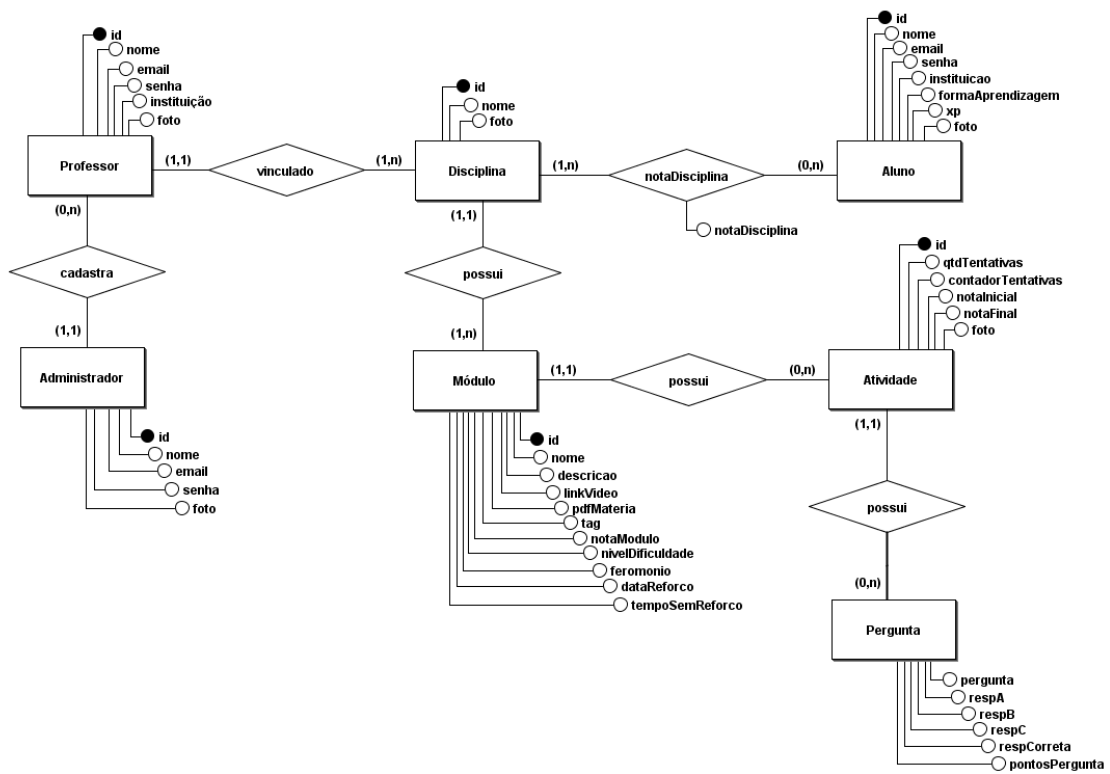 id
nome
email
senha
instituição
foto
Professor
(1,1)
vinculado
(1,n)
id
nome
foto
Disciplina
(1,n)
notaDisciplina
(0,n)
notaDisciplina
id
nome
email
senha
instituicao
formaAprendizagem
xp
foto
Aluno
(0,n)
cadastra
(1,1)
Administrador
id
nome
email
senha
foto
(1,1)
possui
(1,n)
Módulo
(1,1)
possui
(0,n)
id
nome
descricao
linkVideo
pdfMateria
tag
notaModulo
nivelDificuldade
feromonio
dataReforco
tempoSemReforco
id
qtdTentativas
contadorTentativas
notaInicial
notaFinal
foto
Atividade
(1,1)
possui
(0,n)
Pergunta
pergunta
respA
respB
respC
respCorreta
pontosPergunta